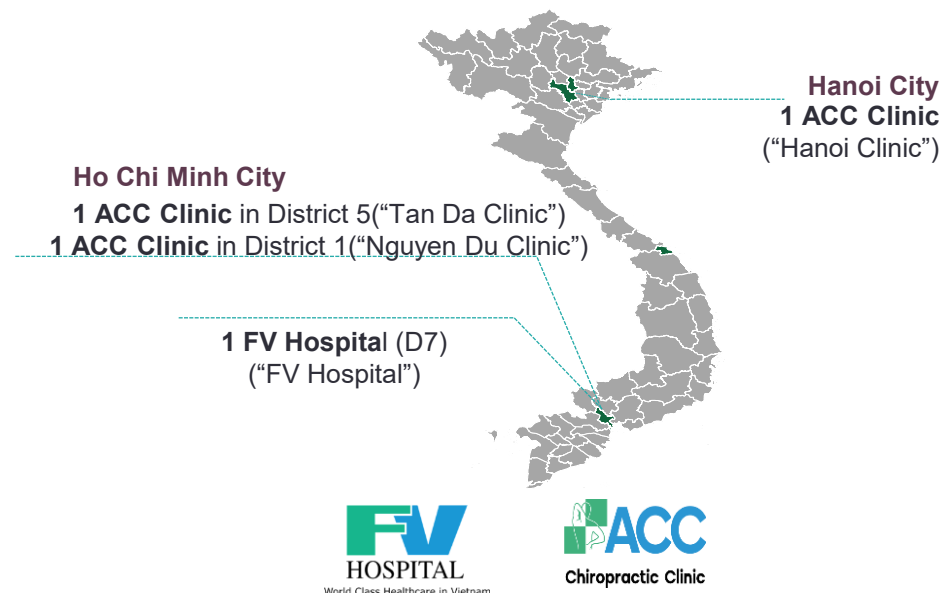 Hanoi City
1 ACC Clinic
(“Hanoi Clinic”)
Ho Chi Minh City
1 ACC Clinic in District 5(“Tan Da Clinic”)
1 ACC Clinic in District 1(“Nguyen Du Clinic”)
1 FV Hospital (D7)
(“FV Hospital”)
FV
HOSPITAL
World Class Healthcare in Vietnam
ACC
Chiropractic Clinic